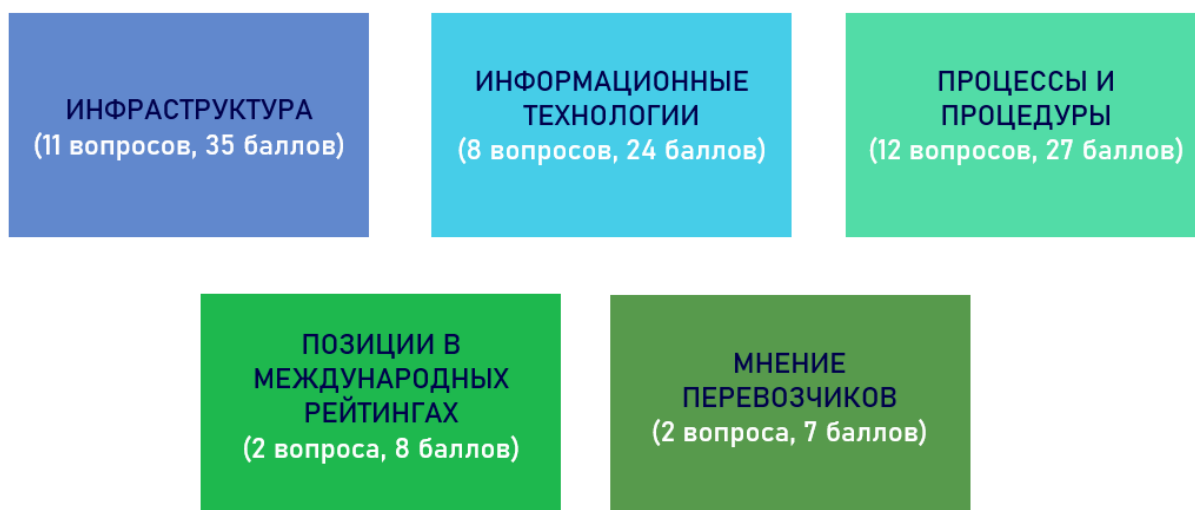 ИНФРАСТРУКТУРА
(11 вопросов, 35 баллов)
ИНФОРМАЦИОННЫЕ
ТЕХНОЛОГИИ
(8 вопросов, 24 баллов)
ПРОЦЕССЫ И
ПРОЦЕДУРЫ
(12 вопросов, 27 баллов)
ПОЗИЦИИ В
МЕЖДУНАРОДНЫХ
РЕЙТИНГАХ
(2 вопроса, 8 баллов)
МНЕНИЕ
ПЕРЕВОЗЧИКОВ
(2 вопроса, 7 баллов)